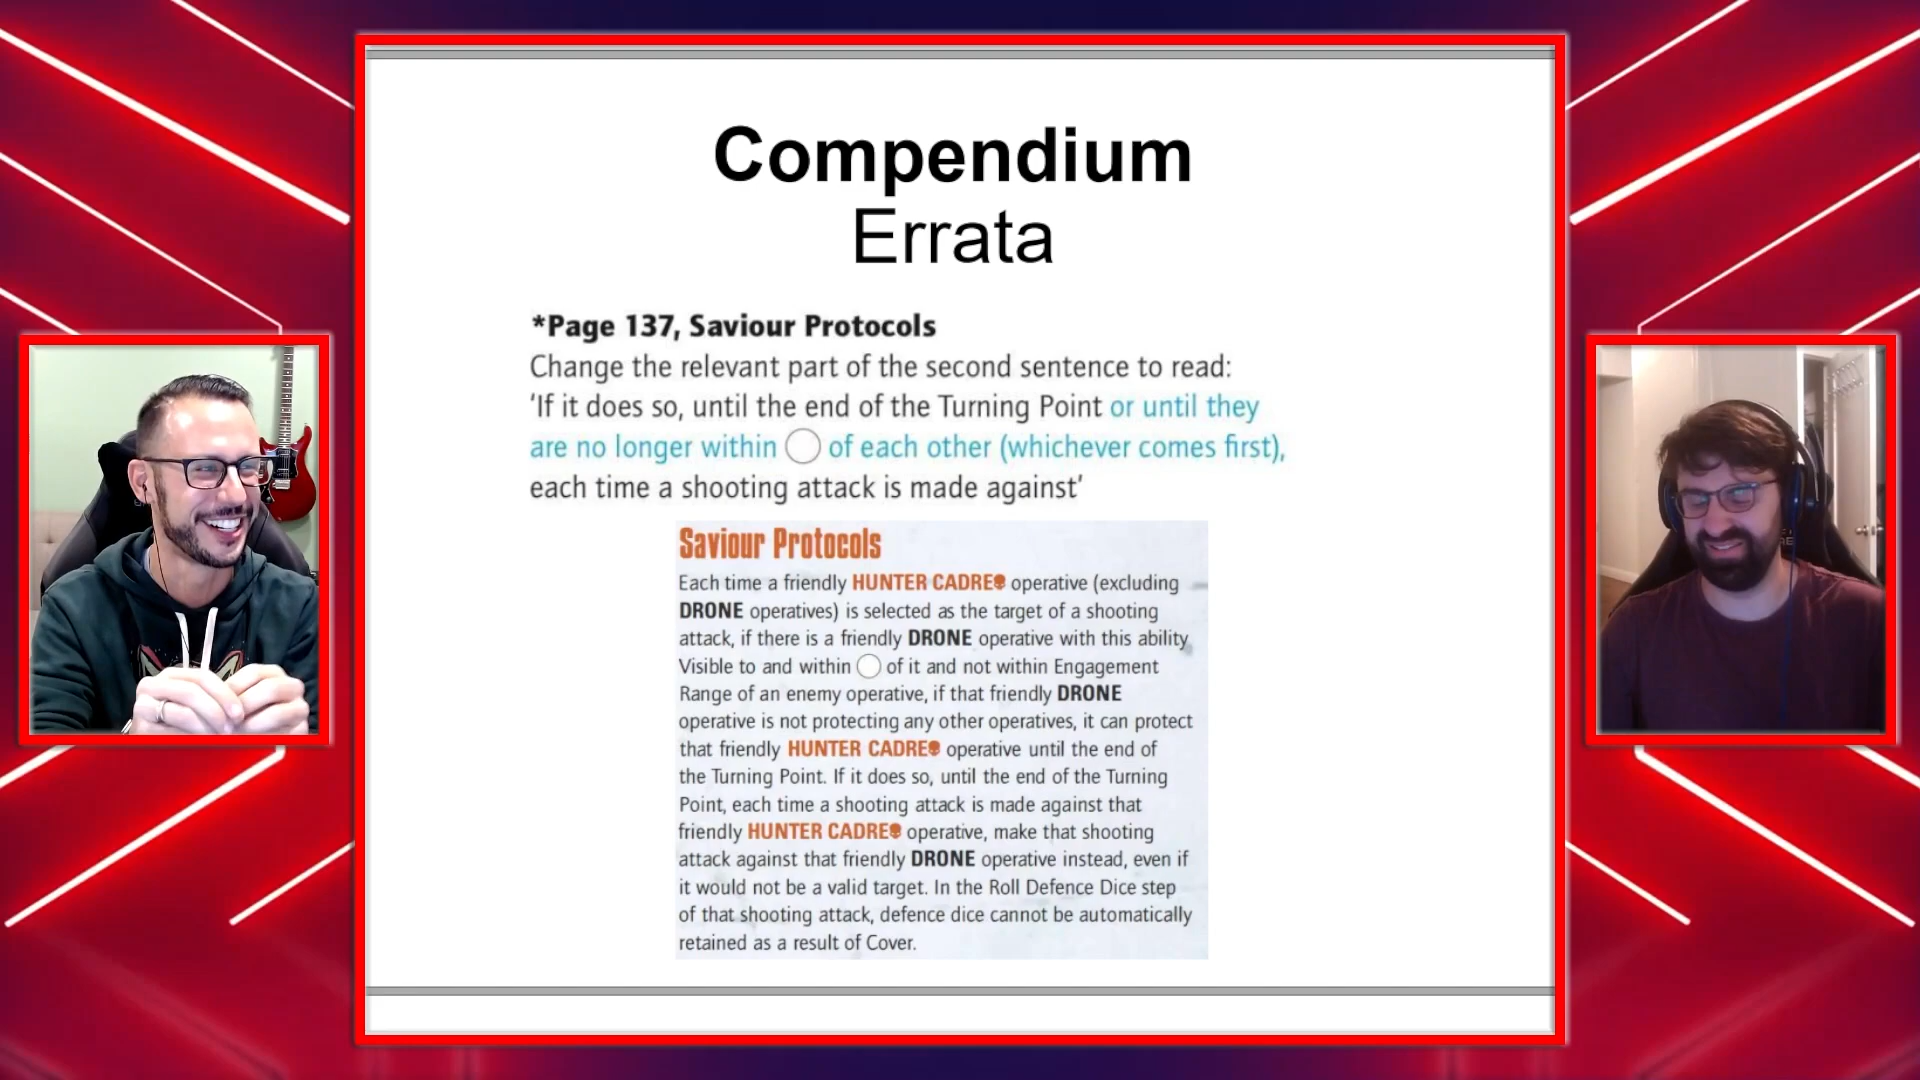 Compendium
Errata
*Page 137, Saviour Protocols
Change the relevant part of the second sentence to read:
‘If it does so, until the end of the Turning Point or until they
are no longer within of each other (whichever comes first),
each time a shooting attack is made against’
Saviour Protocols
Each time a friendly HUNTER CADRE operative (excluding
DRONE operatives) is selected as the target of a shooting
attack, if there is a friendly DRONE operative with this ability
Visible to and within of it and not within Engagement
Range of an enemy operative, if that friendly DRONE
operative is not protecting any other operatives, it can protect
that friendly HUNTER CADRE operative until the end of
the Turning Point. If it does so, until the end of the Turning
Point, each time a shooting attack is made against that
friendly HUNTER CADRE operative, make that shooting
attack against that friendly DRONE operative instead, even if
it would not be a valid target. In the Roll Defence Dice step
of that shooting attack, defence dice cannot be automatically
retained as a result of Cover.